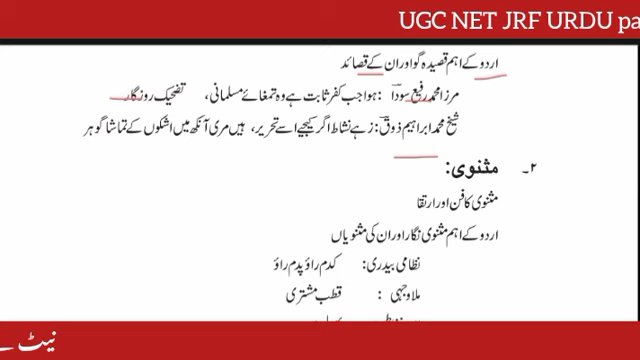 UGC NET JRF URDU pa
اردو کے اہم قصیدہ گو اور ان کے قصائد
مرزا محمد رفیع سودا : ہوا جب کفر ثابت ہے وہ تمغائے مسلمانی، تضحیک روزگار
شیخ محمد ابراہیم ذوق : زہے نشاط اگر کیجیے اسے تحریر، ہیں مری آنکھ میں اشکوں کے تماشا گوہر
۲۔ مثنوی:
مثنوی کا فن اور ارتقا
اردو کے اہم مثنوی نگار اور ان کی مثنویاں
نظامی بیدری: کدم راؤ پدم راؤ
ملا وجہی : قطب مشتری
نیٹ